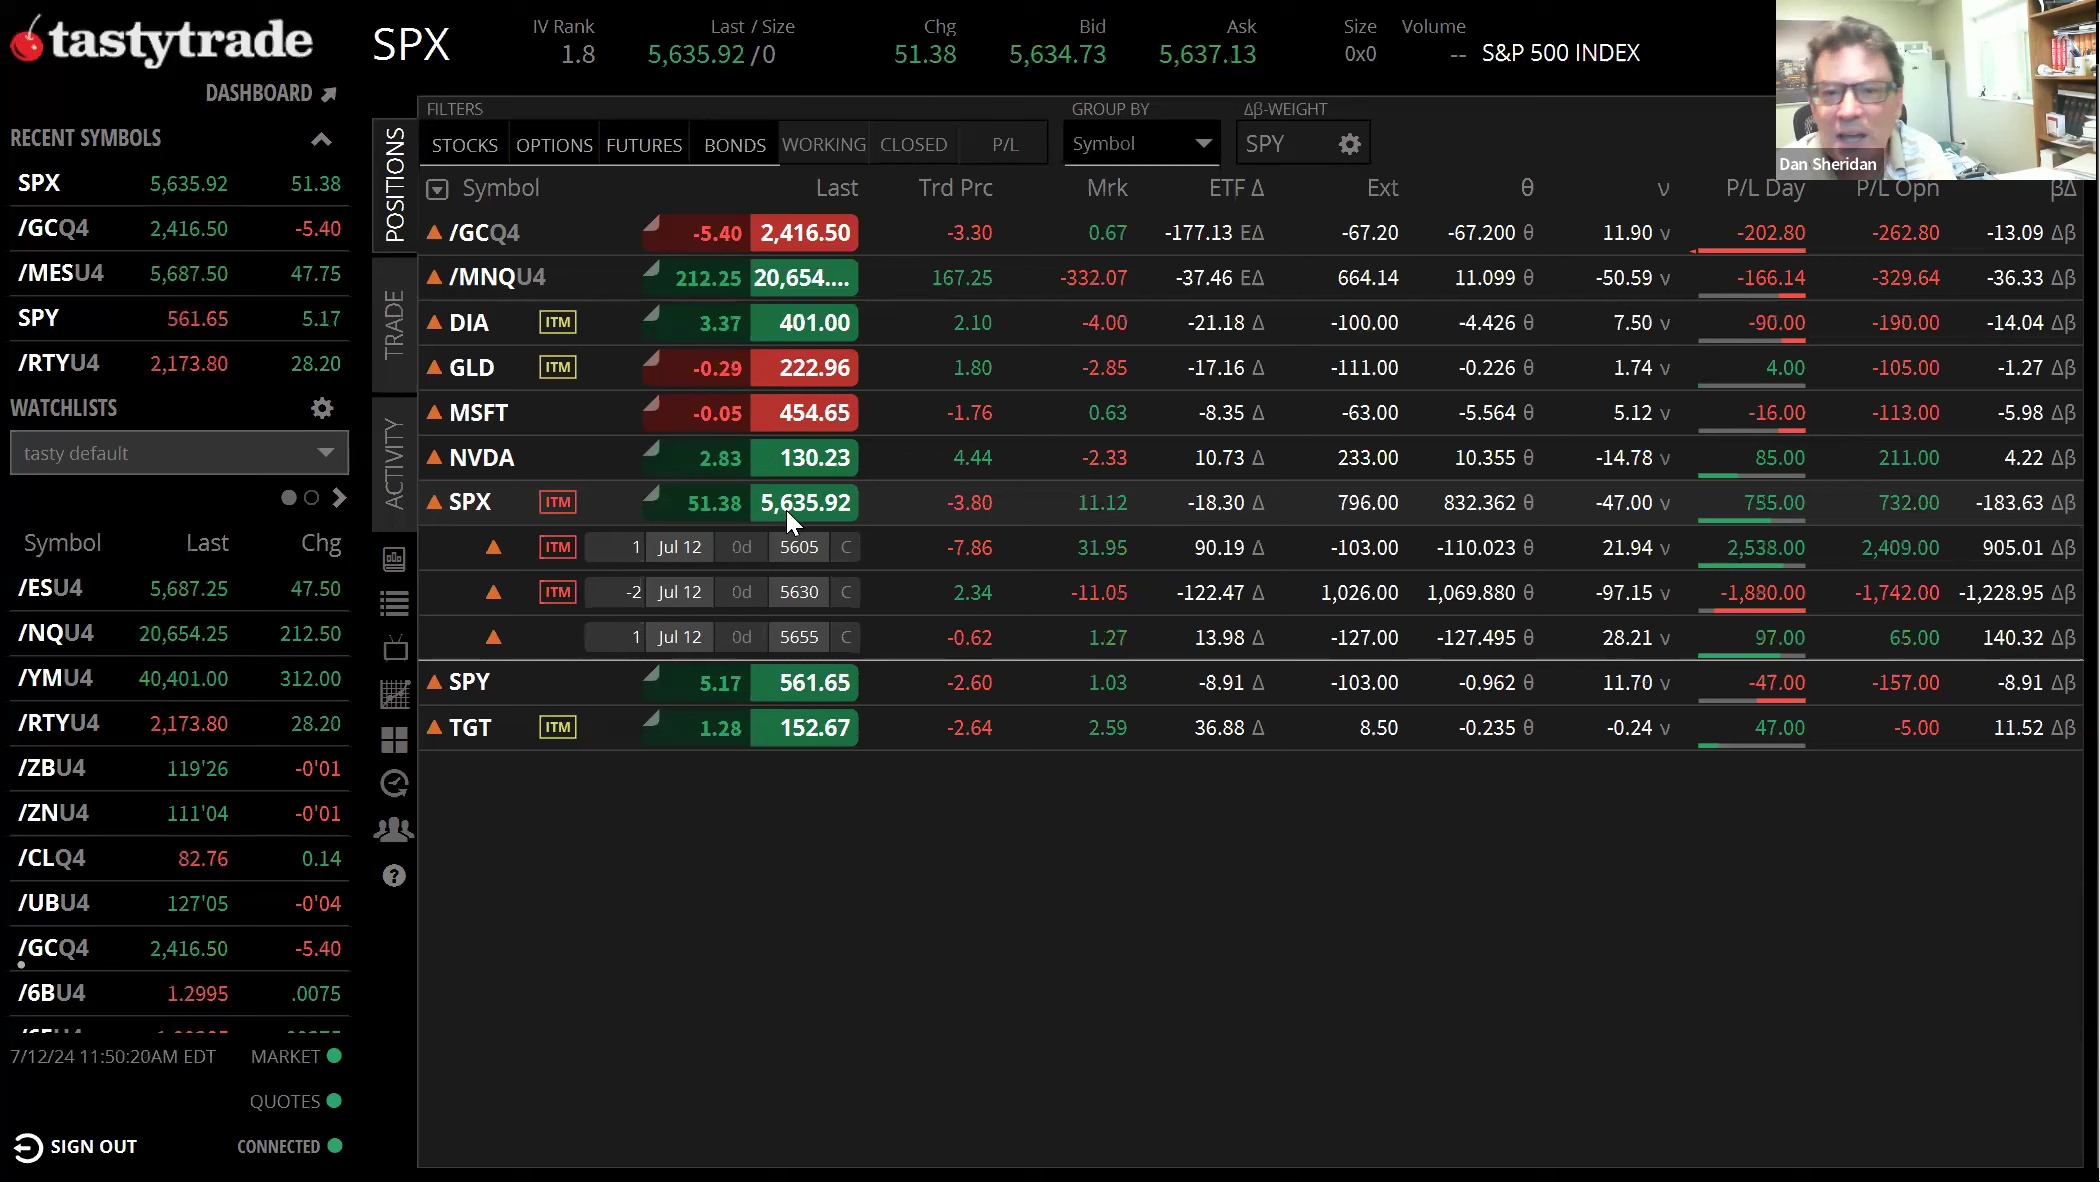 tastytrade
DASHBOARD
RECENT SYMBOLS
SPX 5,635.92 51.38
/GCQ4 2,416.50 -5.40
/MESU4 5,687.50 47.75
SPY 561.65 5.17
/RTYU4 2,173.80 28.20
WATCHLISTS
tasty default
Symbol Last Chg
/ESU4 5,687.25 47.50
/NQU4 20,654.25 212.50
/YMU4 40,401.00 312.00
/RTYU4 2,173.80 28.20
/ZBU4 119'26 -0'01
/ZNU4 111'04 -0'01
/CLQ4 82.76 0.14
/UBU4 127'05 -0'04
/GCQ4 2,416.50 -5.40
/6BU4 1.2995 .0075
7/12/24 11:50:20AM EDT MARKET
QUOTES
SIGN OUT CONNECTED
SPX
IV Rank Last / Size Chg Bid Ask Size Volume
1.8 5,635.92 / 0 51.38 5,634.73 5,637.13 0x0 -- S&P 500 INDEX
POSITIONS
TRADE
ACTIVITY
FILTERS GROUP BY Δβ-WEIGHT
STOCKS OPTIONS FUTURES BONDS WORKING CLOSED P/L Symbol SPY
Symbol Last Trd Prc Mrk ETF Δ Ext θ ν P/L Day P/L Opn βΔ
/GCQ4 -5.40 2,416.50 -3.30 0.67 -177.13 EΔ -67.20 -67.200 θ 11.90 ν -202.80 -262.80 -13.09 Δβ
/MNQU4 212.25 20,654.... 167.25 -332.07 -37.46 EΔ 664.14 11.099 θ -50.59 ν -166.14 -329.64 -36.33 Δβ
DIA ITM 3.37 401.00 2.10 -4.00 -21.18 Δ -100.00 -4.426 θ 7.50 ν -90.00 -190.00 -14.04 Δβ
GLD ITM -0.29 222.96 1.80 -2.85 -17.16 Δ -111.00 -0.226 θ 1.74 ν 4.00 -105.00 -1.27 Δβ
MSFT -0.05 454.65 -1.76 0.63 -8.35 Δ -63.00 -5.564 θ 5.12 ν -16.00 -113.00 -5.98 Δβ
NVDA 2.83 130.23 4.44 -2.33 10.73 Δ 233.00 10.355 θ -14.78 ν 85.00 211.00 4.22 Δβ
SPX ITM 51.38 5,635.92 -3.80 11.12 -18.30 Δ 796.00 832.362 θ -47.00 ν 755.00 732.00 -183.63 Δβ
ITM 1 Jul 12 0d 5605 C -7.86 31.95 90.19 Δ -103.00 -110.023 θ 21.94 ν 2,538.00 2,409.00 905.01 Δβ
ITM -2 Jul 12 0d 5630 C 2.34 -11.05 -122.47 Δ 1,026.00 1,069.880 θ -97.15 ν -1,880.00 -1,742.00 -1,228.95 Δβ
1 Jul 12 0d 5655 C -0.62 1.27 13.98 Δ -127.00 -127.495 θ 28.21 ν 97.00 65.00 140.32 Δβ
SPY 5.17 561.65 -2.60 1.03 -8.91 Δ -103.00 -0.962 θ 11.70 ν -47.00 -157.00 -8.91 Δβ
TGT ITM 1.28 152.67 -2.64 2.59 36.88 Δ 8.50 -0.235 θ -0.24 ν 47.00 -5.00 11.52 Δβ
Dan Sheridan